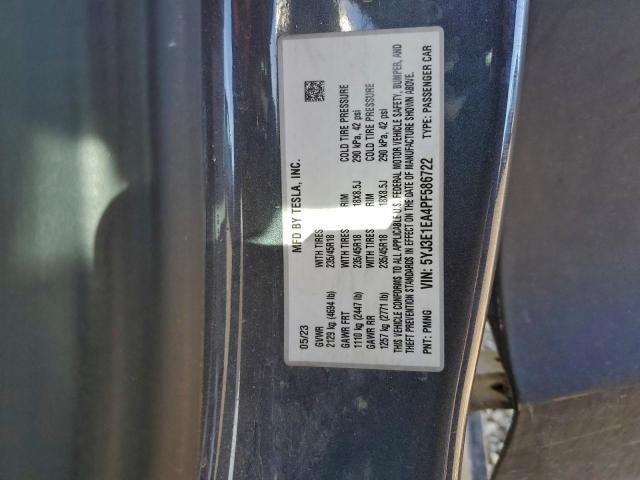 MFD BY TESLA, INC.
05/23
GVWR WITH TIRES RIM COLD TIRE PRESSURE
2129 kg (4694 lb) 235/45R18 18X8.5J 290 kPa, 42 psi
GAWR FRT WITH TIRES RIM COLD TIRE PRESSURE
1110 kg (2447 lb) 235/45R18 18X8.5J 290 kPa, 42 psi
GAWR RR
1257 kg (2771 lb)
THIS VEHICLE CONFORMS TO ALL APPLICABLE U.S. FEDERAL MOTOR VEHICLE SAFETY, BUMPER, AND
THEFT PREVENTION STANDARDS IN EFFECT ON THE DATE OF MANUFACTURE SHOWN ABOVE.
VIN: 5YJ3E1EA4PF586722
PNT: PMNG TYPE: PASSENGER CAR